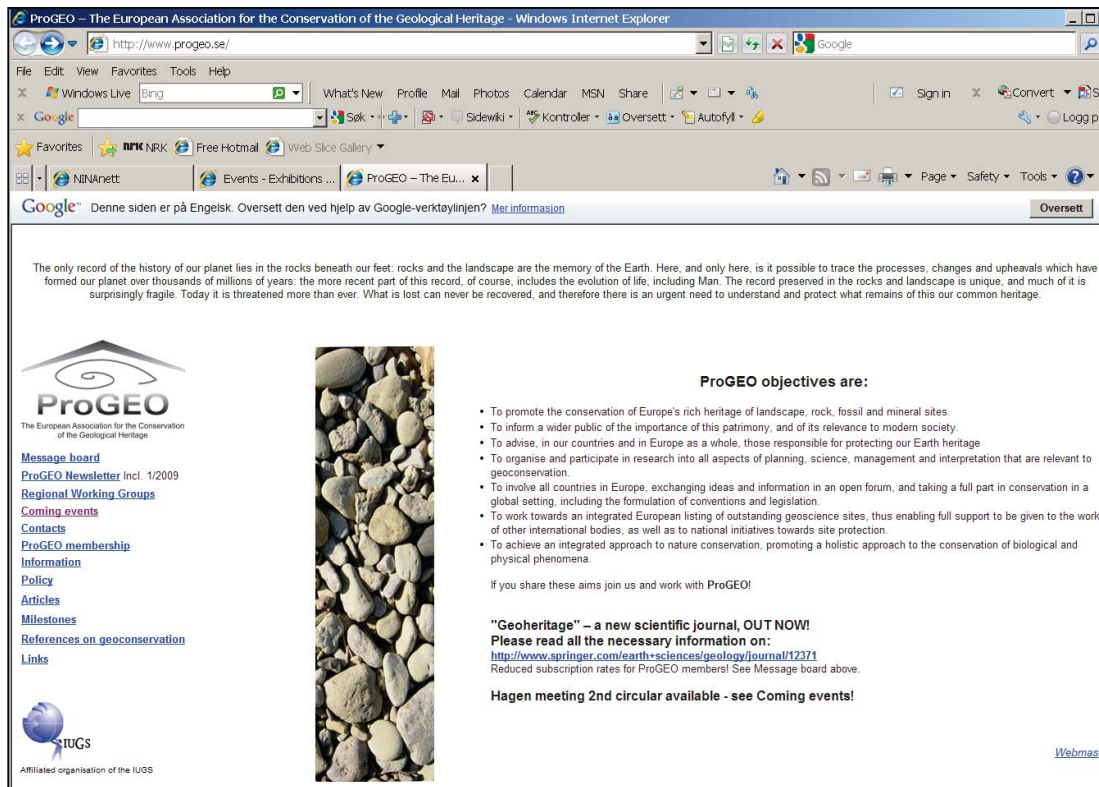 ProGEO – The European Association for the Conservation of the Geological Heritage - Windows Internet Explorer
http://www.progeo.se/
Google
File Edit View Favorites Tools Help
x Windows Live Bing What's New Profile Mail Photos Calendar MSN Share Sign in x Convert S
x Google Søk Sidewiki Kontroller Oversett Autofyll Logg p
Favorites NRK NRK Free Hotmail Web Slice Gallery
NINAnett Events - Exhibitions ... ProGEO – The Eu... x Page Safety Tools
Google™ Denne siden er på Engelsk. Oversett den ved hjelp av Google-verktøylinjen? Mer informasjon Oversett
The only record of the history of our planet lies in the rocks beneath our feet: rocks and the landscape are the memory of the Earth. Here, and only here, is it possible to trace the processes, changes and upheavals which have
formed our planet over thousands of millions of years: the more recent part of this record, of course, includes the evolution of life, including Man. The record preserved in the rocks and landscape is unique, and much of it is
surprisingly fragile. Today it is threatened more than ever. What is lost can never be recovered, and therefore there is an urgent need to understand and protect what remains of this our common heritage.
ProGEO
The European Association for the Conservation
of the Geological Heritage
Message board
ProGEO Newsletter Incl. 1/2009
Regional Working Groups
Coming events
Contacts
ProGEO membership
Information
Policy
Articles
Milestones
References on geoconservation
Links
IUGS
Affiliated organisation of the IUGS
ProGEO objectives are:
• To promote the conservation of Europe's rich heritage of landscape, rock, fossil and mineral sites.
• To inform a wider public of the importance of this patrimony, and of its relevance to modern society.
• To advise, in our countries and in Europe as a whole, those responsible for protecting our Earth heritage
• To organise and participate in research into all aspects of planning, science, management and interpretation that are relevant to
geoconservation.
• To involve all countries in Europe, exchanging ideas and information in an open forum, and taking a full part in conservation in a
global setting, including the formulation of conventions and legislation.
• To work towards an integrated European listing of outstanding geoscience sites, thus enabling full support to be given to the work
of other international bodies, as well as to national initiatives towards site protection.
• To achieve an integrated approach to nature conservation, promoting a holistic approach to the conservation of biological and
physical phenomena.
If you share these aims join us and work with ProGEO!
"Geoheritage" – a new scientific journal, OUT NOW!
Please read all the necessary information on:
http://www.springer.com/earth+sciences/geology/journal/12371
Reduced subscription rates for ProGEO members! See Message board above.
Hagen meeting 2nd circular available - see Coming events!
Webmas